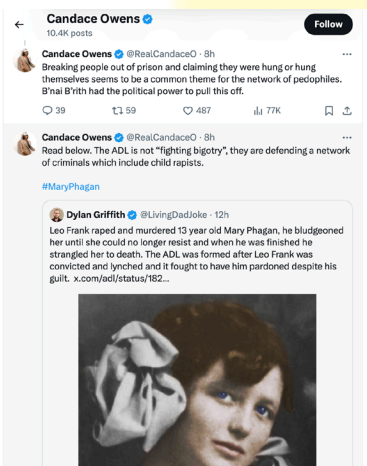 Candace Owens
10.4K posts
Follow
Candace Owens @RealCandaceO · 8h
Breaking people out of prison and claiming they were hung or hung
themselves seems to be a common theme for the network of pedophiles.
B'nai B'rith had the political power to pull this off.
39 59 487 77K
Candace Owens @RealCandaceO · 8h
Read below. The ADL is not “fighting bigotry”, they are defending a network
of criminals which include child rapists.
#MaryPhagan
Dylan Griffith @LivingDadJoke · 12h
Leo Frank raped and murdered 13 year old Mary Phagan, he bludgeoned
her until she could no longer resist and when he was finished he
strangled her to death. The ADL was formed after Leo Frank was
convicted and lynched and it fought to have him pardoned despite his
guilt. x.com/adl/status/182...